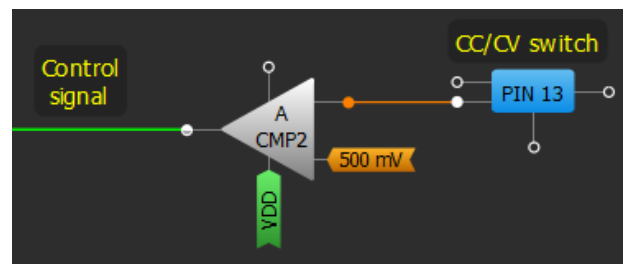 Control
signal
CC/CV switch
PIN 13
A
CMP2
500 mV
VDD